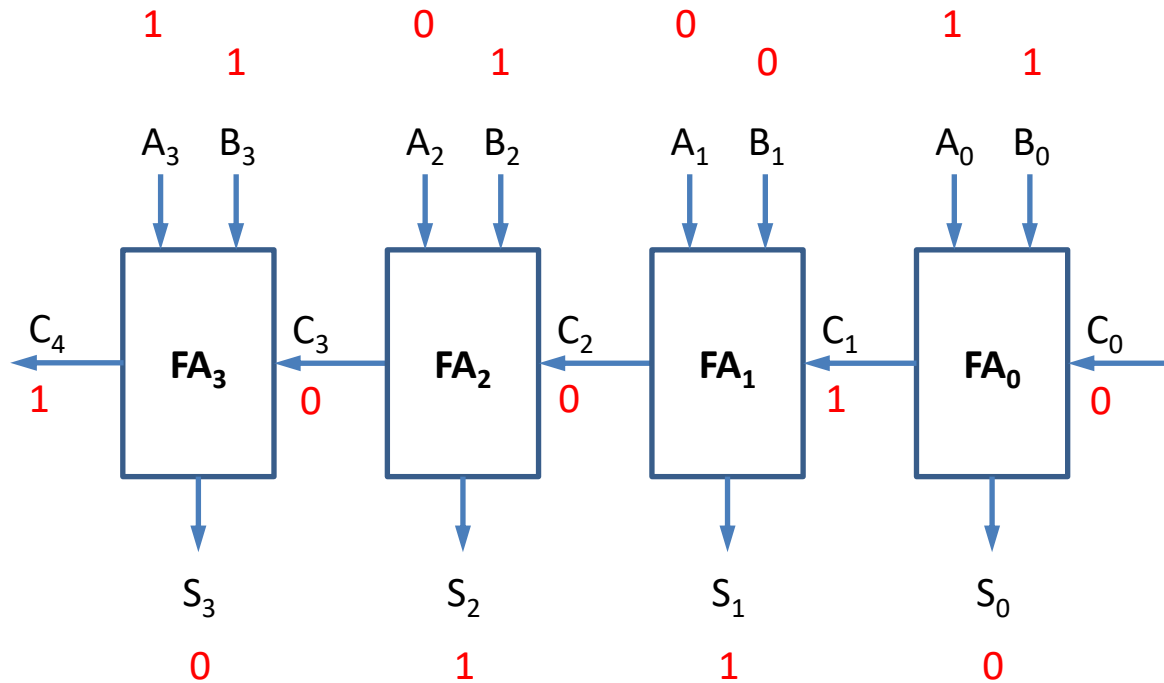 1 0 0 1
1 1 0 1
A₃ B₃ A₂ B₂ A₁ B₁ A₀ B₀
C₄ C₃ C₂ C₁ C₀
FA₃ FA₂ FA₁ FA₀
1 0 0 1 0
S₃ S₂ S₁ S₀
0 1 1 0